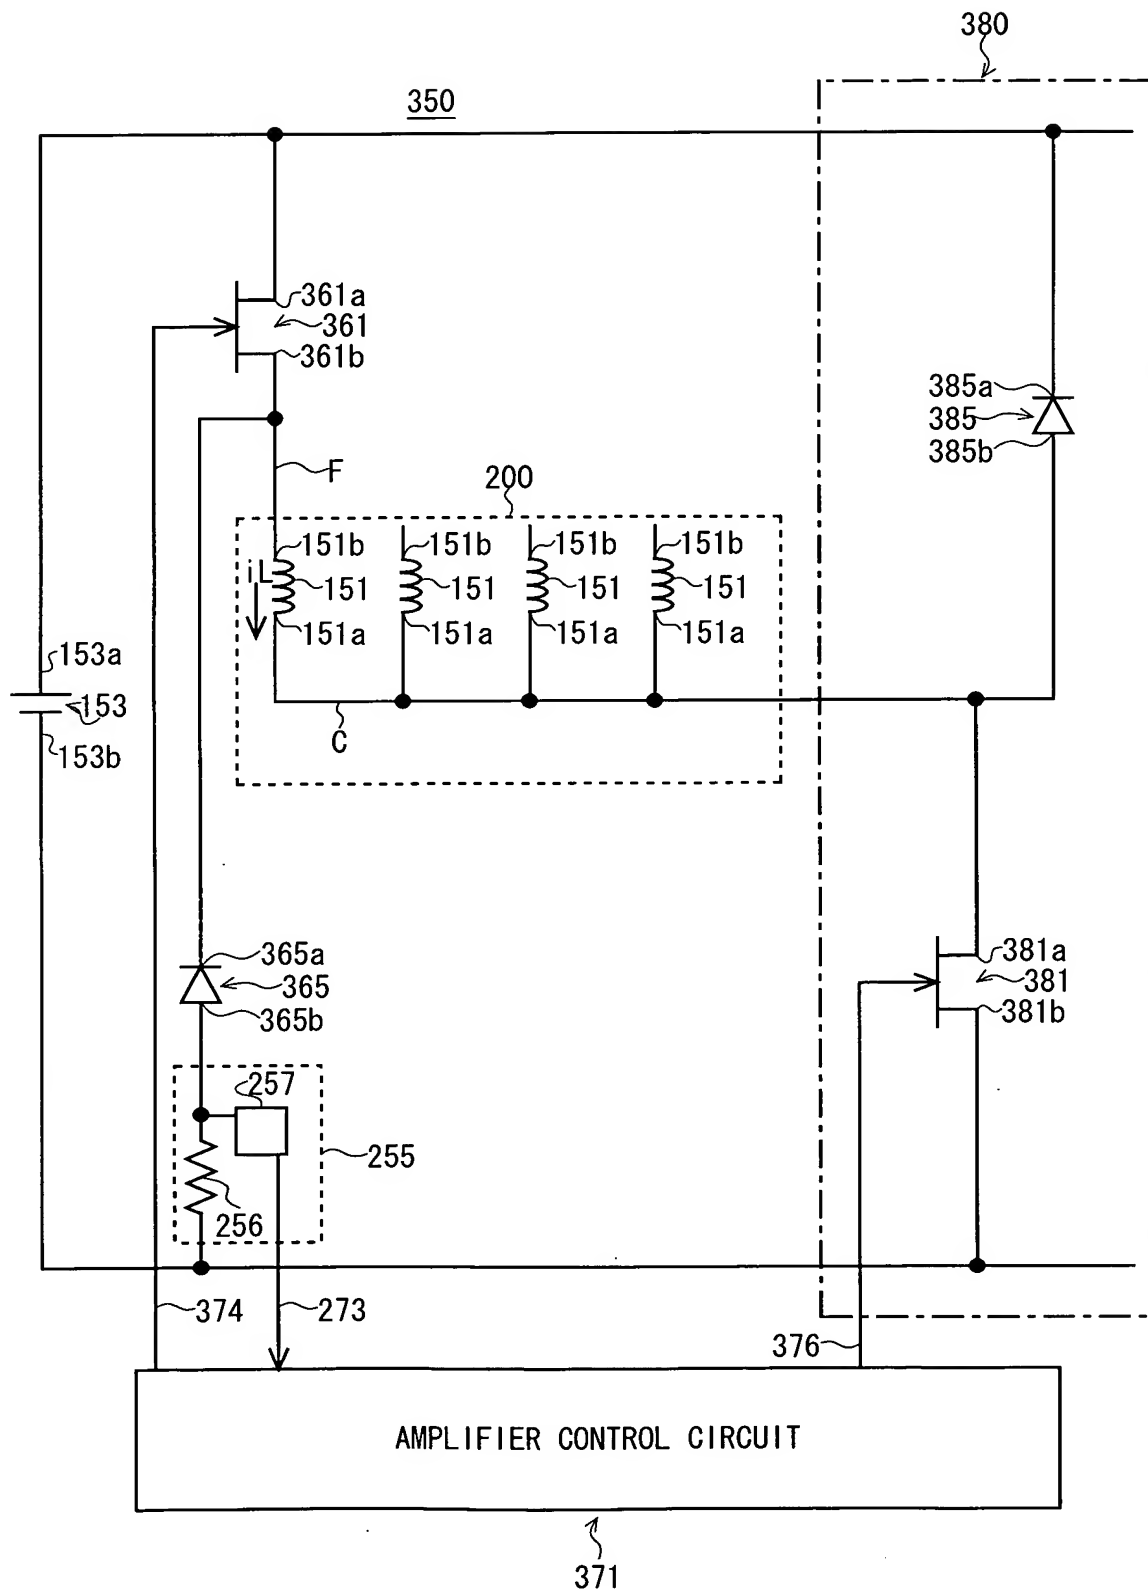 380
350
361a
361
361b
385a
385
385b
F
200
151b 151b 151b 151b
iL
151 151 151 151
151a 151a 151a 151a
153a
153
153b
C
365a
365
365b
381a
381
381b
257
255
256
374
273
376
AMPLIFIER CONTROL CIRCUIT
371